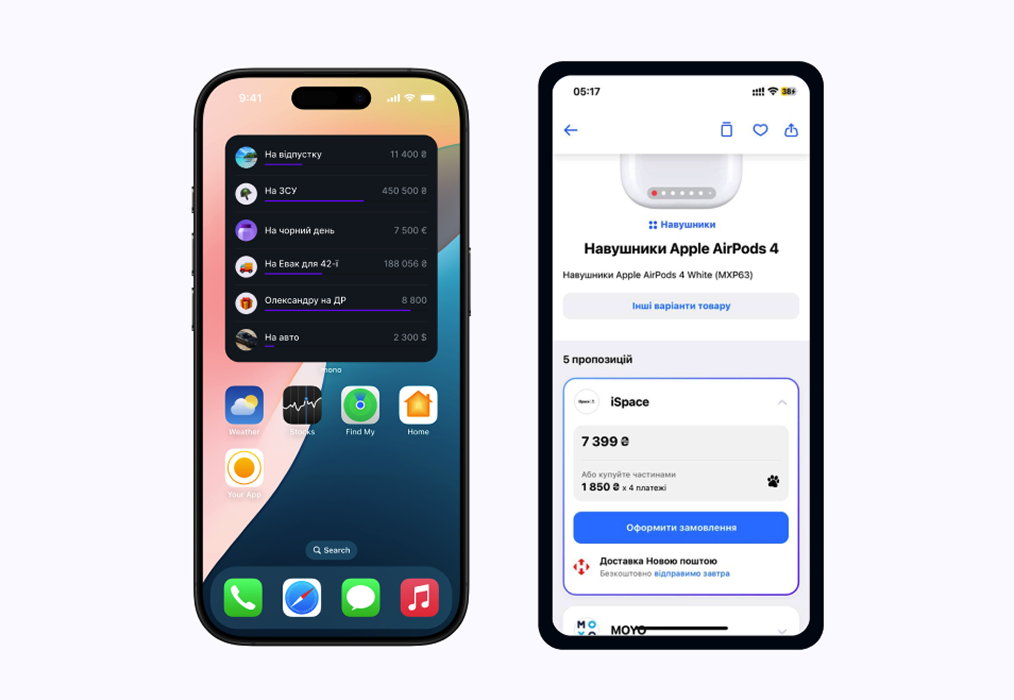 9:41
На відпустку 11 400 ₴
На ЗСУ 450 500 ₴
На чорний день 7 500 €
На Евак для 42-ї 188 056 ₴
Олександру на ДР 8 800
На авто 2 300 $
mono
Weather Stocks Find My Home
Your App
Search
05:17 38
Навушники
Навушники Apple AirPods 4
Навушники Apple AirPods 4 White (MXP63)
Інші варіанти товару
5 пропозицій
iSpace
7 399 ₴
Або купуйте частинами
1 850 ₴ x 4 платежі
Оформити замовлення
Доставка Новою поштою
Безкоштовно відправимо завтра
MOYO